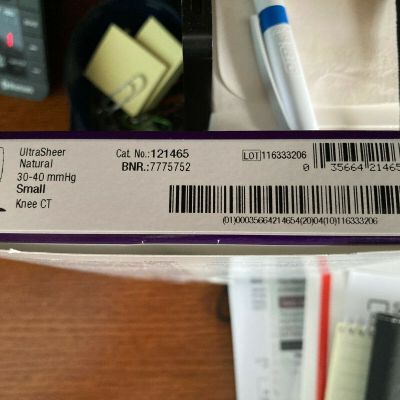 UltraSheer
Natural
30-40 mmHg
Small
Knee CT
Cat. No.:121465
BNR.:7775752
LOT 116333206
0 35664 21465
(01)00035664214654(20)04(10)116333206